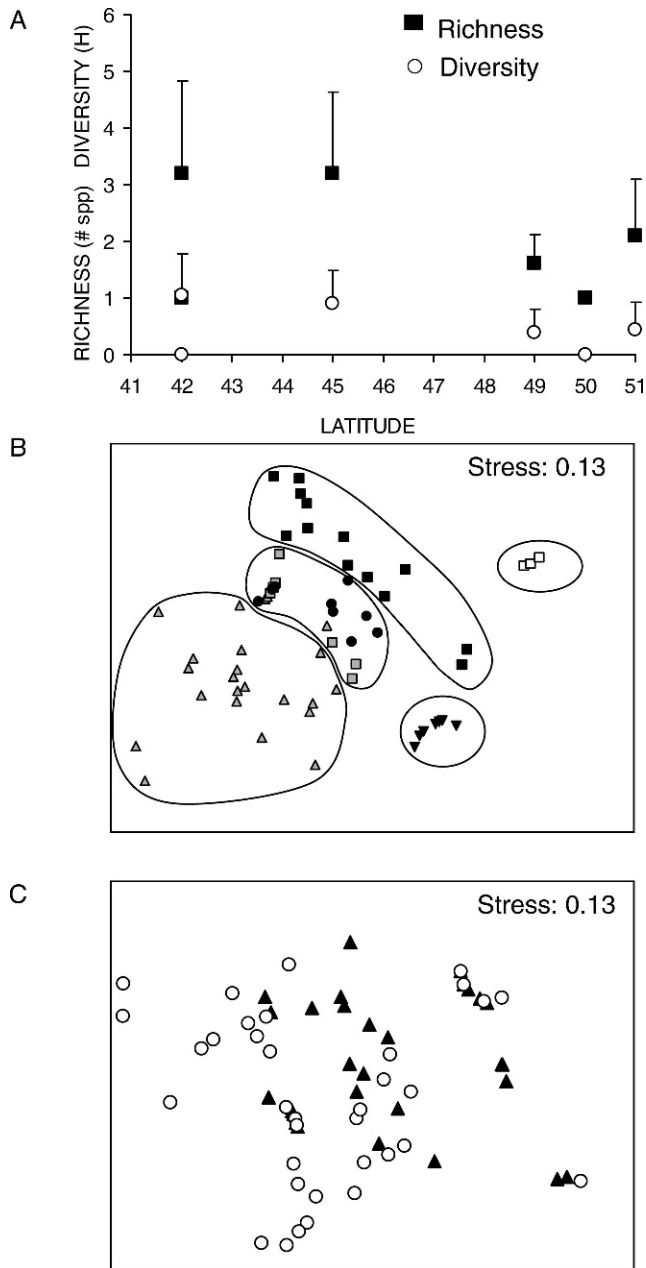 A
RICHNESS (# spp) DIVERSITY (H)
6
5
4
3
2
1
0
Richness
Diversity
41 42 43 44 45 46 47 48 49 50 51
LATITUDE
B
Stress: 0.13
C
Stress: 0.13